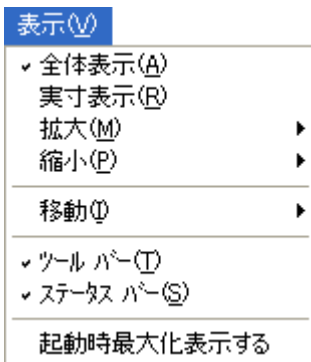 表示(V)
全体表示(A)
実寸表示(R)
拡大(M)
縮小(P)
移動(I)
ツール バー(T)
ステータス バー(S)
起動時最大化表示する